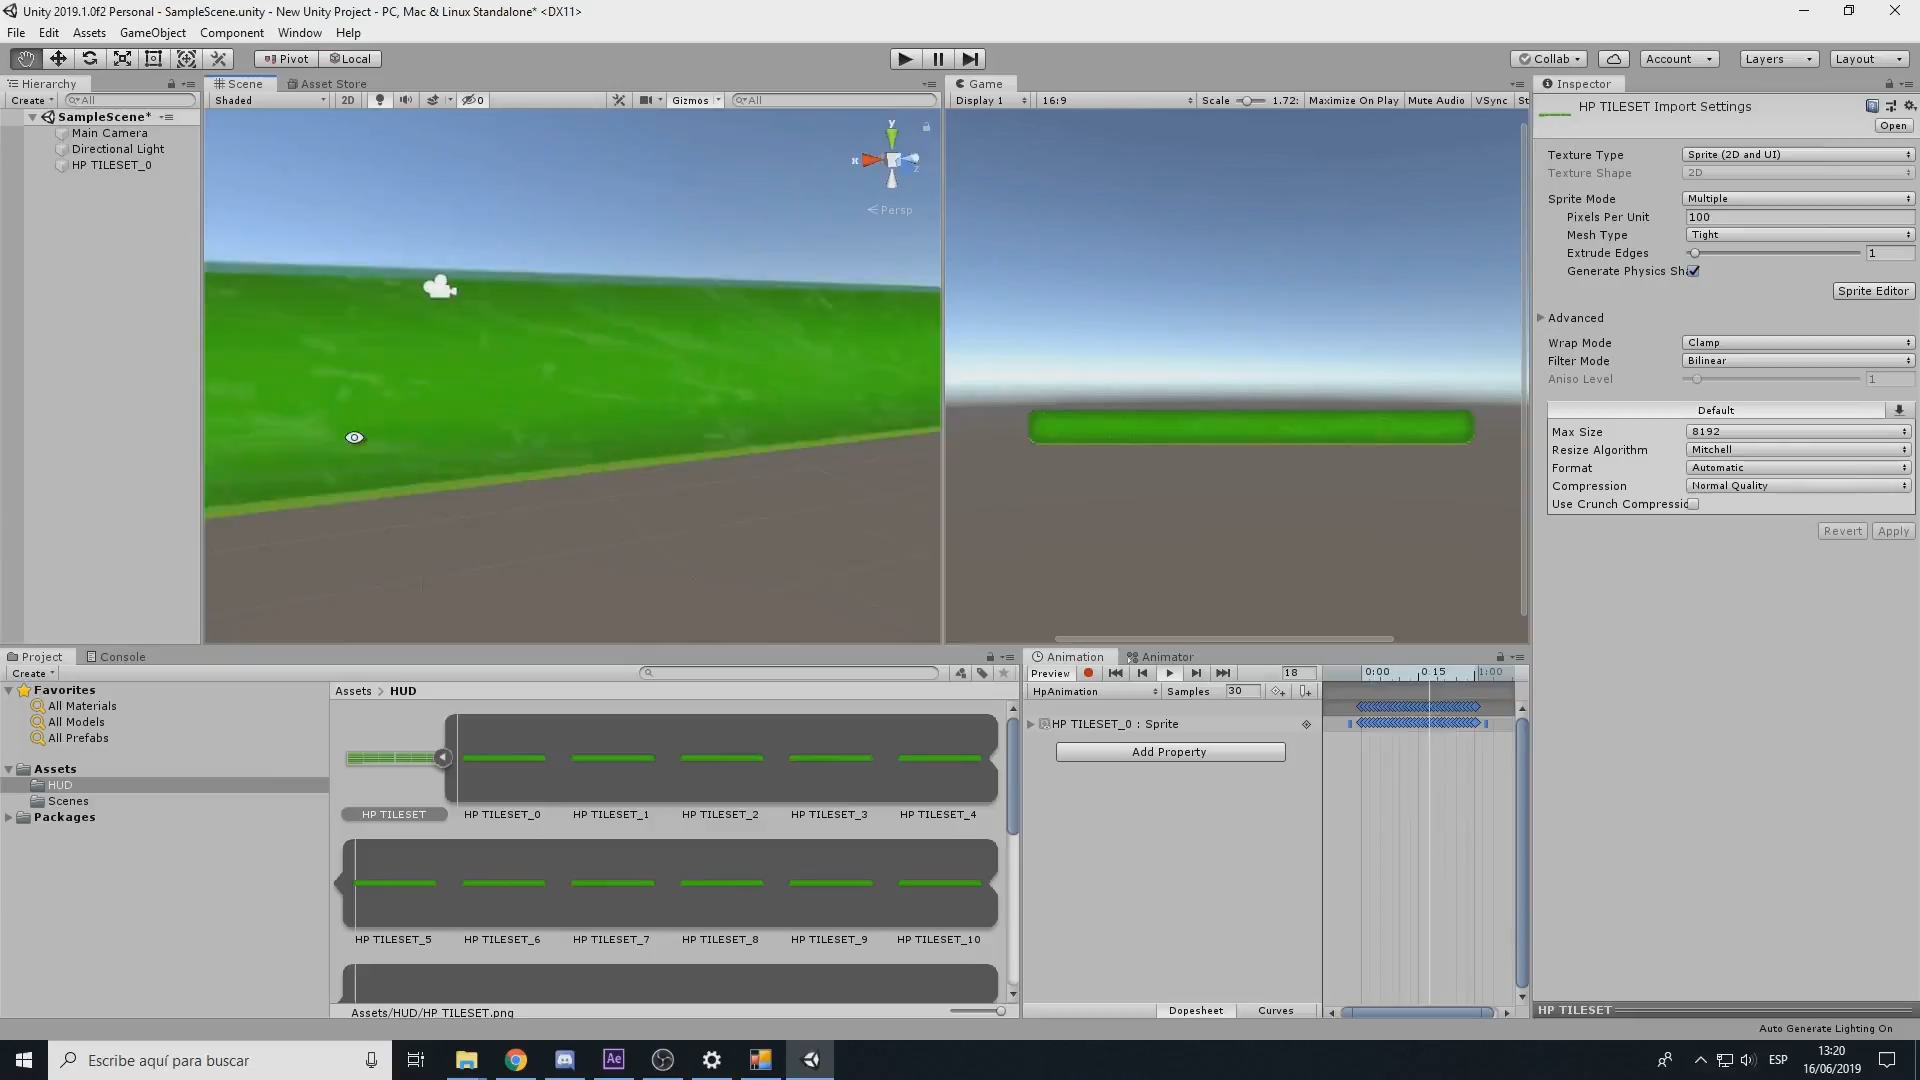 Unity 2019.1.0f2 Personal - SampleScene.unity - New Unity Project - PC, Mac & Linux Standalone* <DX11>
File Edit Assets GameObject Component Window Help
Pivot Local Collab Account Layers Layout
Hierarchy Scene Asset Store Game Inspector
Create All Shaded 2D 0 Gizmos All Display 1 16:9 Scale 1.72: Maximize On Play Mute Audio VSync St
HP TILESET Import Settings
Open
SampleScene*
Main Camera
Directional Light
HP TILESET_0
y
x
z
Persp
Texture Type Sprite (2D and UI)
Texture Shape 2D
Sprite Mode Multiple
Pixels Per Unit 100
Mesh Type Tight
Extrude Edges 1
Generate Physics Sha
Sprite Editor
Advanced
Wrap Mode Clamp
Filter Mode Bilinear
Aniso Level 1
Default
Max Size 8192
Resize Algorithm Mitchell
Format Automatic
Compression Normal Quality
Use Crunch Compressio
Revert Apply
Project Console
Create
Favorites
All Materials
All Models
All Prefabs
Assets
HUD
Scenes
Packages
Assets > HUD
HP TILESET HP TILESET_0 HP TILESET_1 HP TILESET_2 HP TILESET_3 HP TILESET_4
HP TILESET_5 HP TILESET_6 HP TILESET_7 HP TILESET_8 HP TILESET_9 HP TILESET_10
Assets/HUD/HP TILESET.png
Animation Animator
Preview 18 0:00 0:15 1:00
HpAnimation Samples 30
HP TILESET_0 : Sprite
Add Property
Dopesheet Curves
HP TILESET
Auto Generate Lighting On
Escribe aquí para buscar
Ae
ESP
13:20
16/06/2019